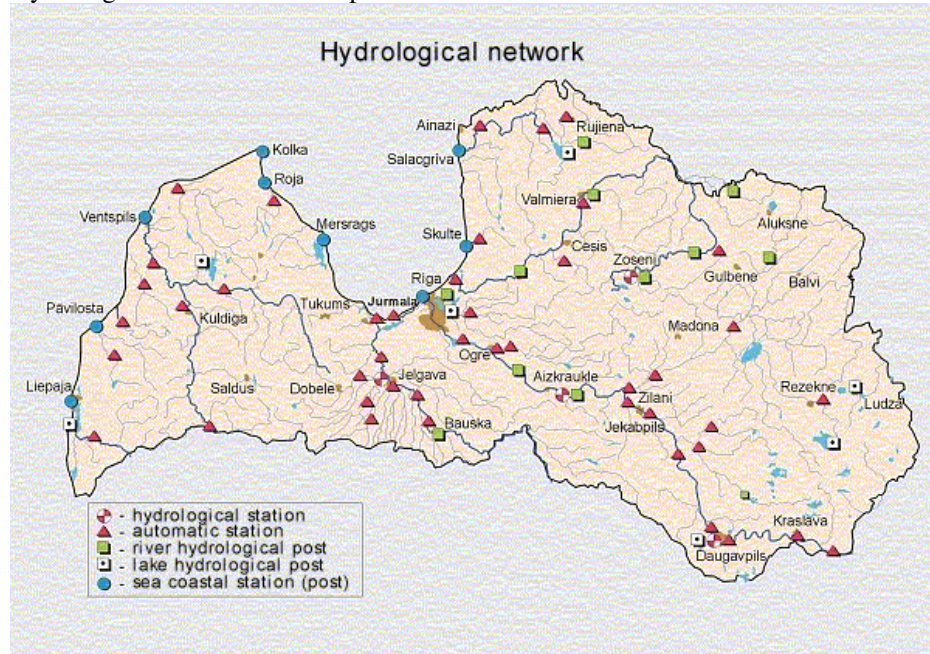 Hydrological network
Ainazi
Rujiena
Kolka
Salacgriva
Roja
Valmiera
Ventspils
Mersrags
Aluksne
Skulte
Cesis
Zoseni
Gulbene
Balvi
Riga
Pavilosta
Tukums
Jurmala
Kuldiga
Madona
Ogre
Liepaja
Saldus
Dobele
Jelgava
Aizkraukle
Rezekne
Zilani
Ludza
Bauska
Jekabpils
- hydrological station
- automatic station
- river hydrological post
- lake hydrological post
- sea coastal station (post)
Kraslava
Daugavpils